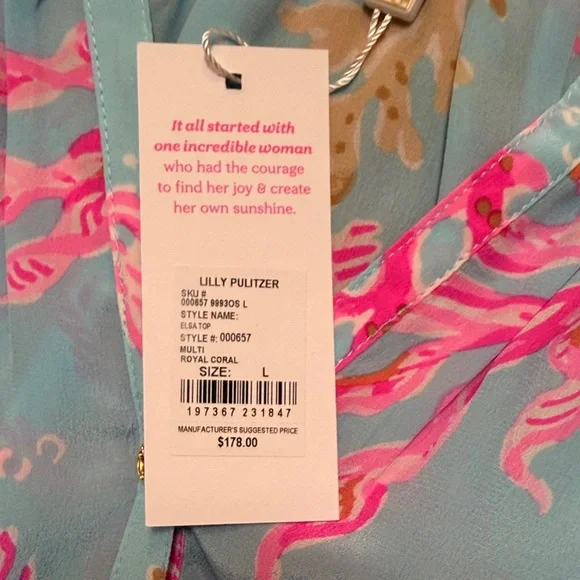 It all started with
one incredible woman
who had the courage
to find her joy & create
her own sunshine.
LILLY PULITZER
SKU #
000657 9993OS L
STYLE NAME:
ELSA TOP
STYLE #: 000657
MULTI
ROYAL CORAL
SIZE: L
197367 231847
MANUFACTURER'S SUGGESTED PRICE
$178.00